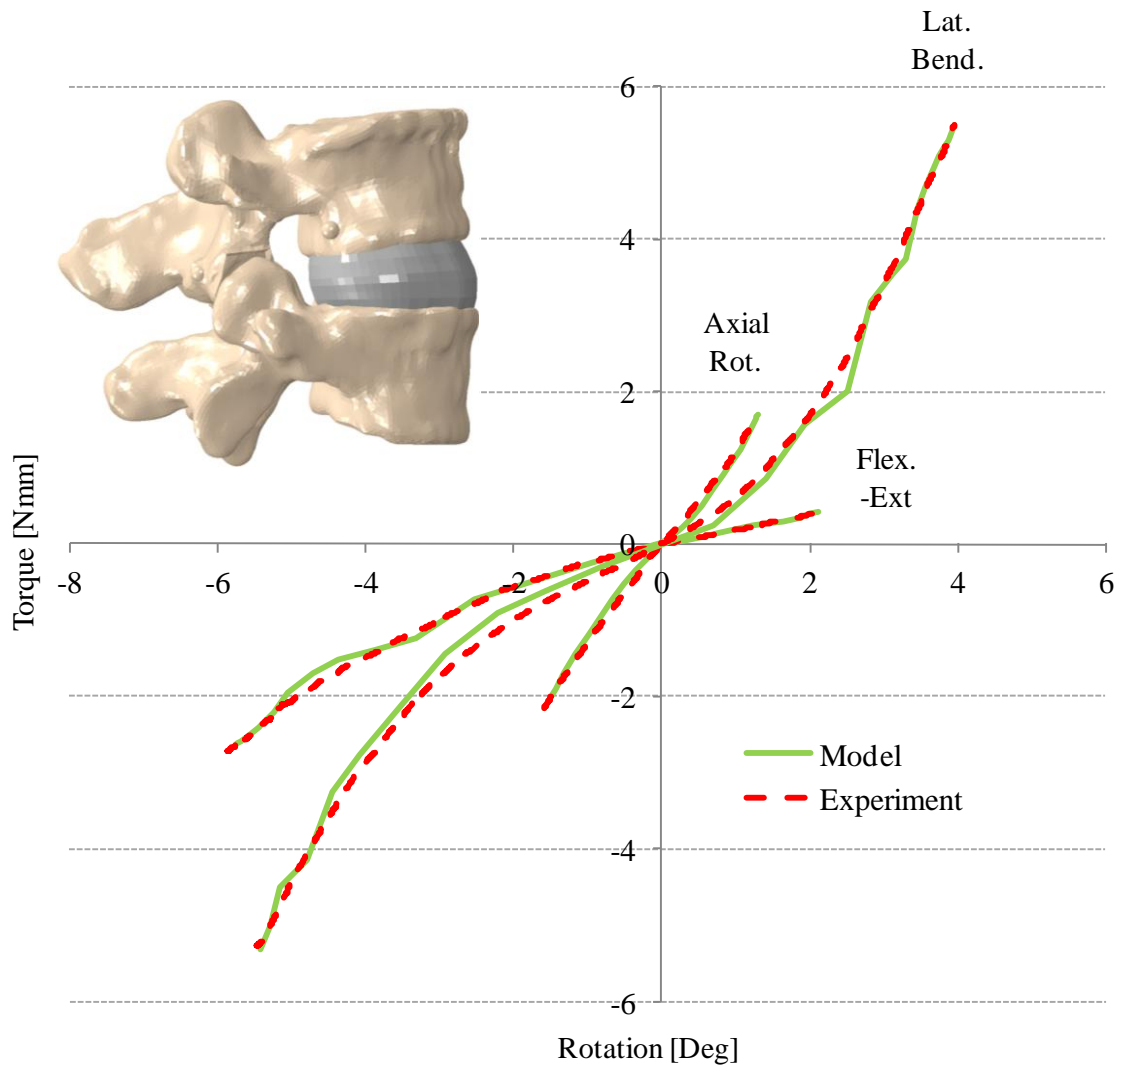 Lat.
Bend.
6
4
Axial
Rot.
2
Flex.
-Ext
Torque [Nmm]
0
-8
-6
-4
-2
0
2
4
6
-2
Model
Experiment
-4
-6
Rotation [Deg]